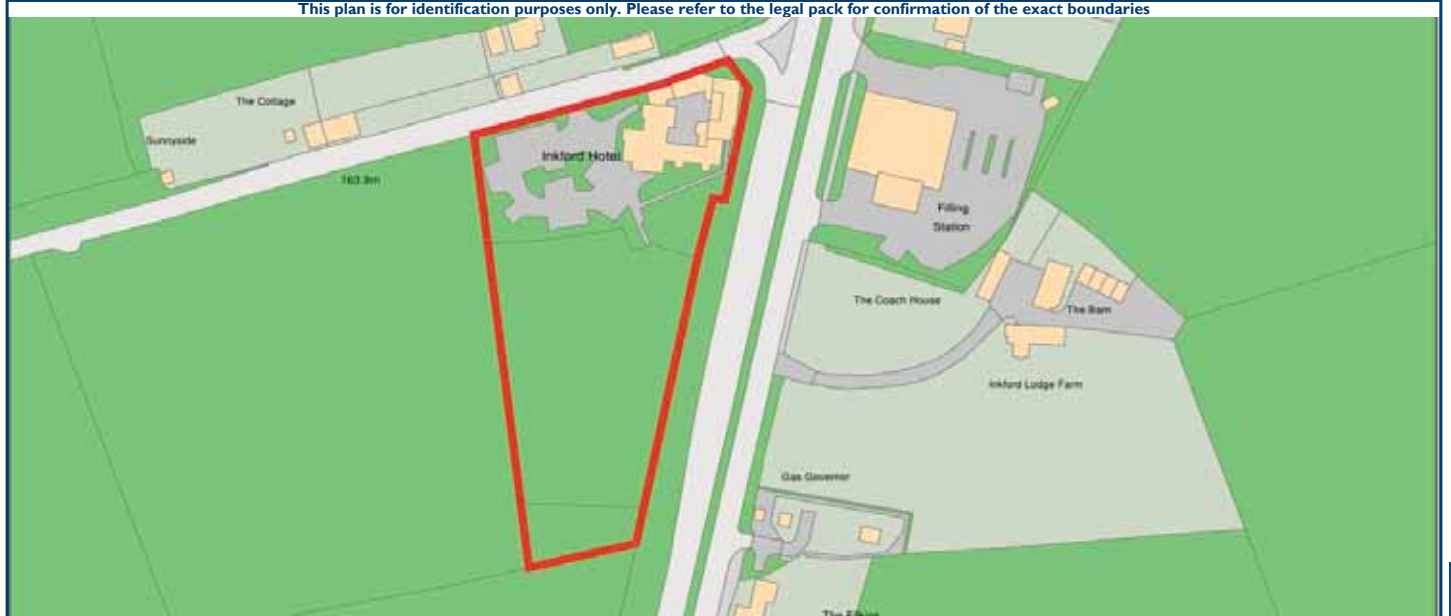 This plan is for identification purposes only. Please refer to the legal pack for confirmation of the exact boundaries
The Cottage
Sunnyside
Inkford Hotel
163.9m
Filling
Station
The Coach House
The Barn
Inkford Lodge Farm
Gas Governor